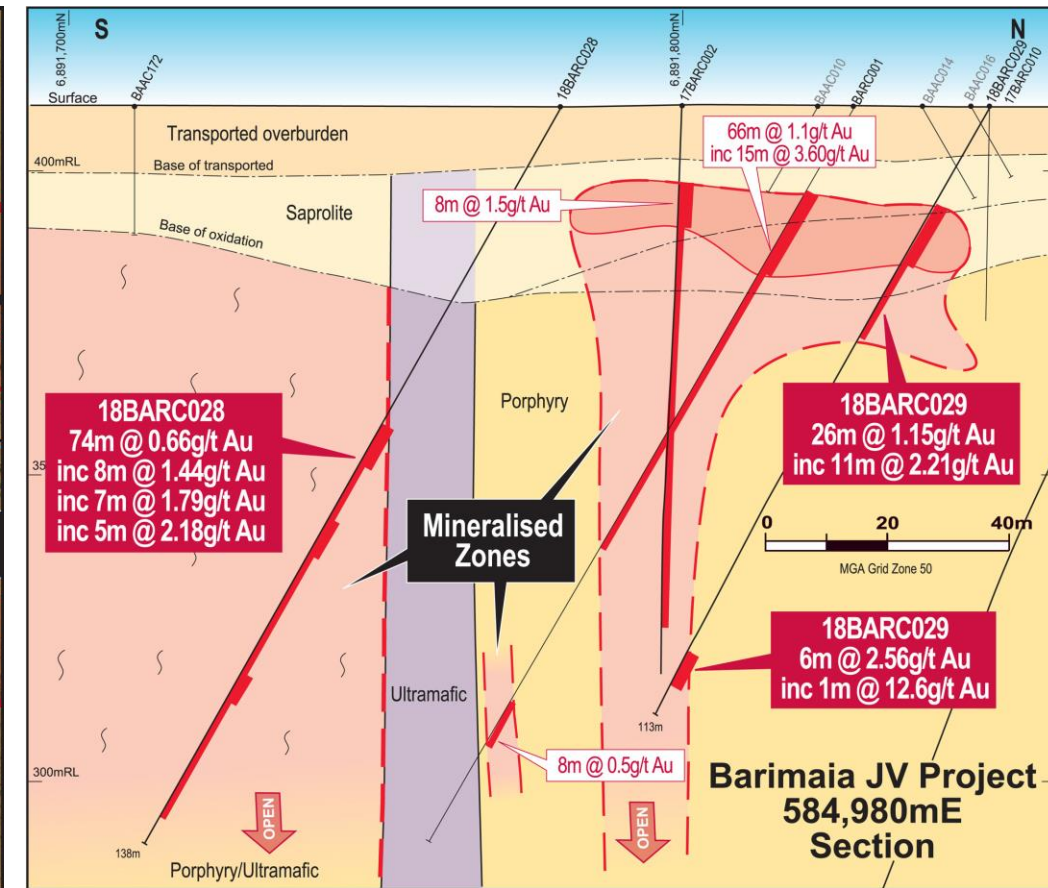 S
N
6,891,700mN
BAAC172
18BARC028
6,891,800mN
17BARC002
BAAC010
BARC001
BAAC014
BAAC016
18BARC029
17BARC010
Surface
Transported overburden
400mRL
Base of transported
Saprolite
Base of oxidation
66m @ 1.1g/t Au
inc 15m @ 3.60g/t Au
8m @ 1.5g/t Au
18BARC028
74m @ 0.66g/t Au
inc 8m @ 1.44g/t Au
inc 7m @ 1.79g/t Au
inc 5m @ 2.18g/t Au
Porphyry
18BARC029
26m @ 1.15g/t Au
inc 11m @ 2.21g/t Au
Mineralised
Zones
0 20 40m
MGA Grid Zone 50
18BARC029
6m @ 2.56g/t Au
inc 1m @ 12.6g/t Au
Ultramafic
113m
8m @ 0.5g/t Au
300mRL
OPEN
OPEN
138m
Porphyry/Ultramafic
Barimaia JV Project
584,980mE
Section